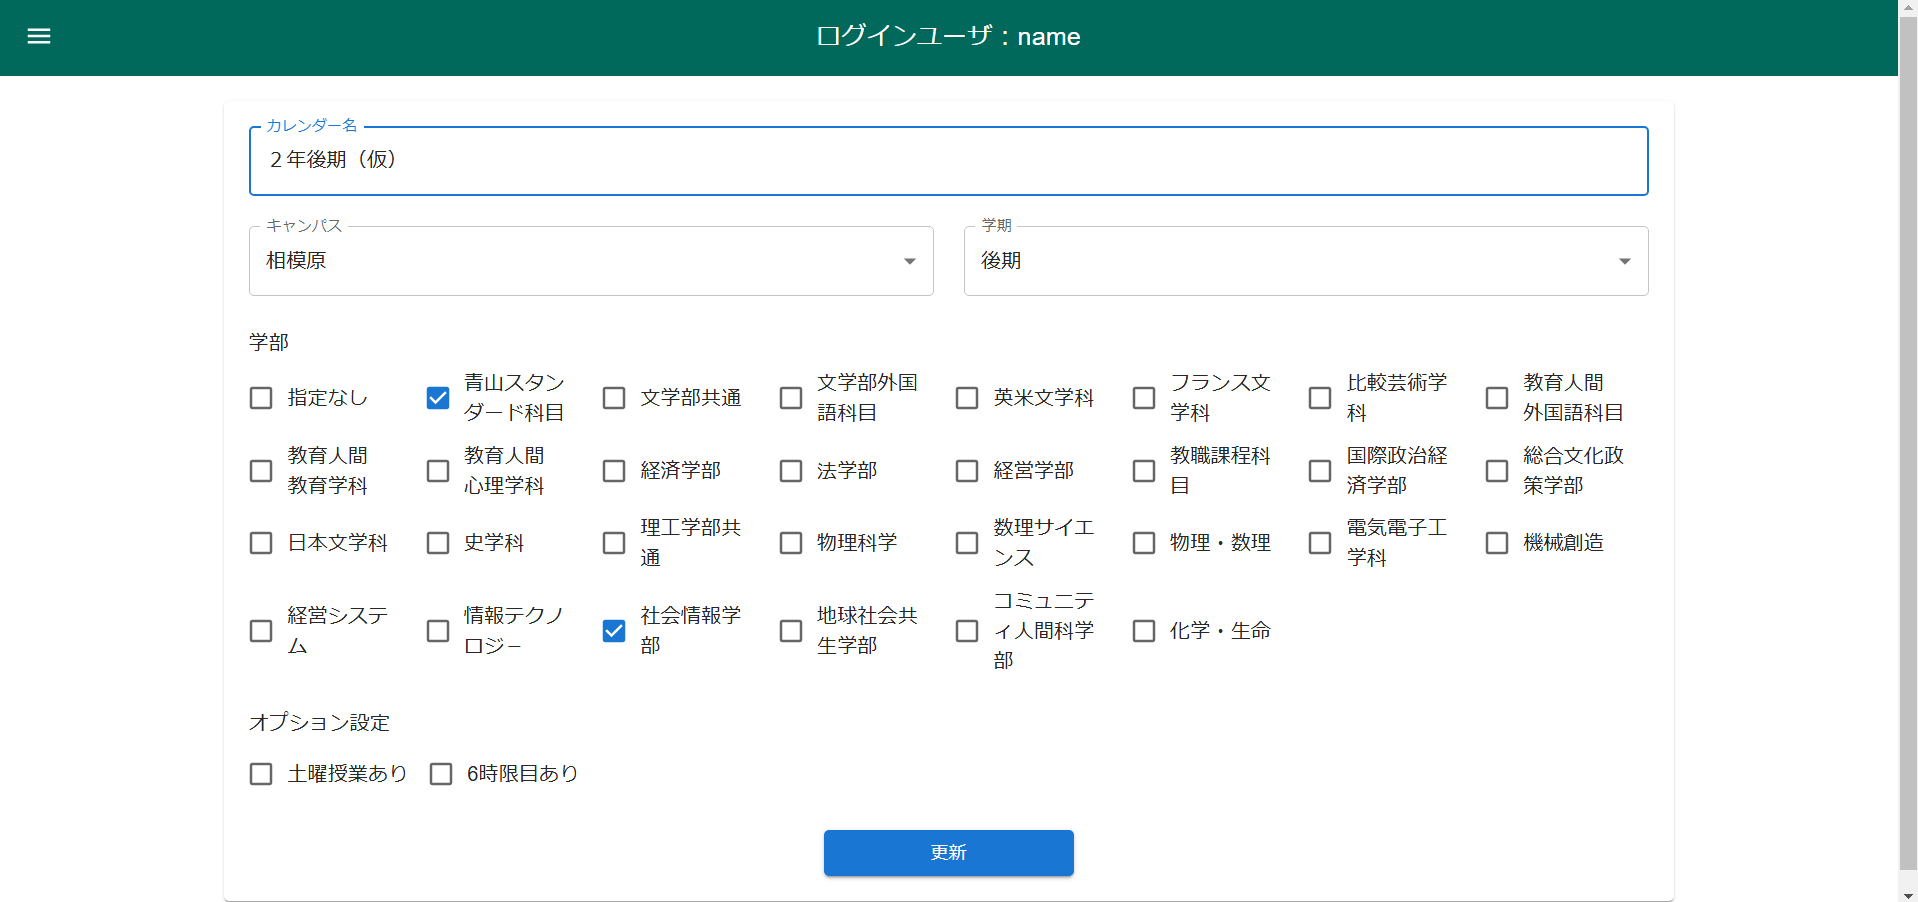 ログインユーザ：name
カレンダー名
２年後期（仮）
キャンパス
相模原
学期
後期
学部
指定なし
青山スタン
ダード科目
文学部共通
文学部外国
語科目
英米文学科
フランス文
学科
比較芸術学
科
教育人間
外国語科目
教育人間
教育学科
教育人間
心理学科
経済学部
法学部
経営学部
教職課程科
目
国際政治経
済学部
総合文化政
策学部
日本文学科
史学科
理工学部共
通
物理科学
数理サイエ
ンス
物理・数理
電気電子工
学科
機械創造
経営システ
ム
情報テクノ
ロジ－
社会情報学
部
地球社会共
生学部
コミュニテ
ィ人間科学
部
化学・生命
オプション設定
土曜授業あり
6時限目あり
更新